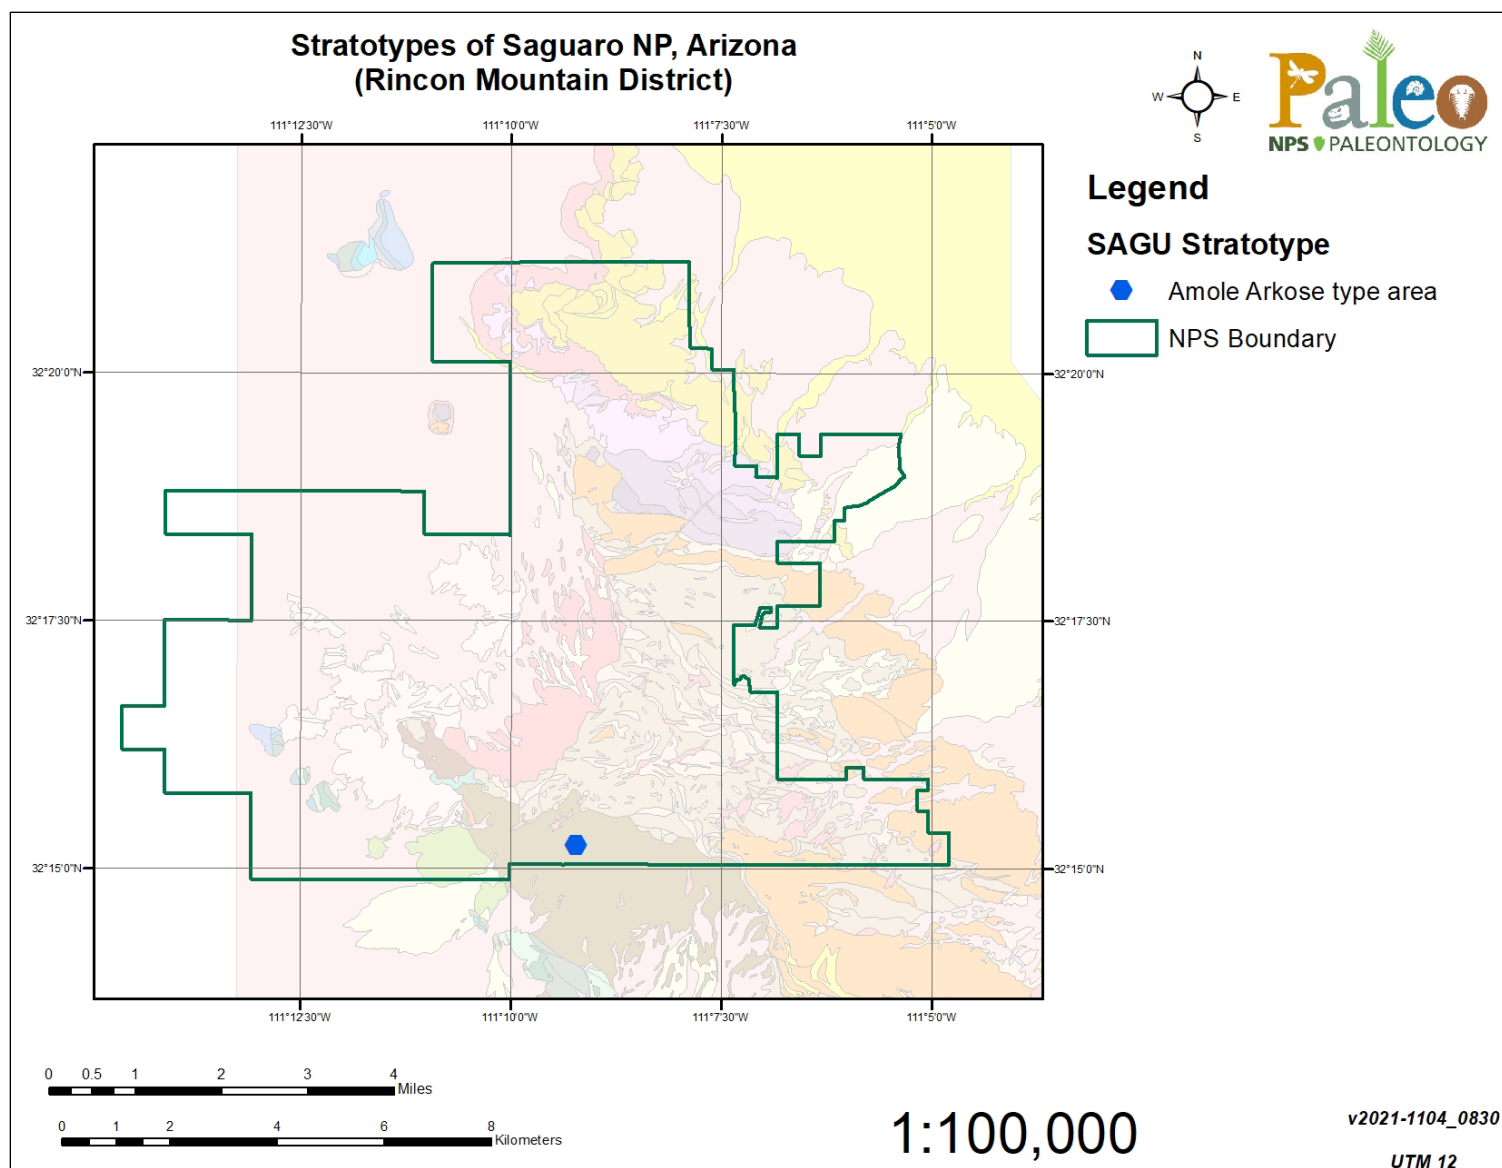 Stratotypes of Saguaro NP, Arizona
(Rincon Mountain District)
N
W E
S
Paleo
NPS PALEONTOLOGY
111°12'30"W 111°10'0"W 111°7'30"W 111°5'0"W
Legend
SAGU Stratotype
Amole Arkose type area
NPS Boundary
32°20'0"N 32°20'0"N
32°17'30"N 32°17'30"N
32°15'0"N 32°15'0"N
111°12'30"W 111°10'0"W 111°7'30"W 111°5'0"W
0 0.5 1 2 3 4
Miles
0 1 2 4 6 8
Kilometers
1:100,000
v2021-1104_0830
UTM 12